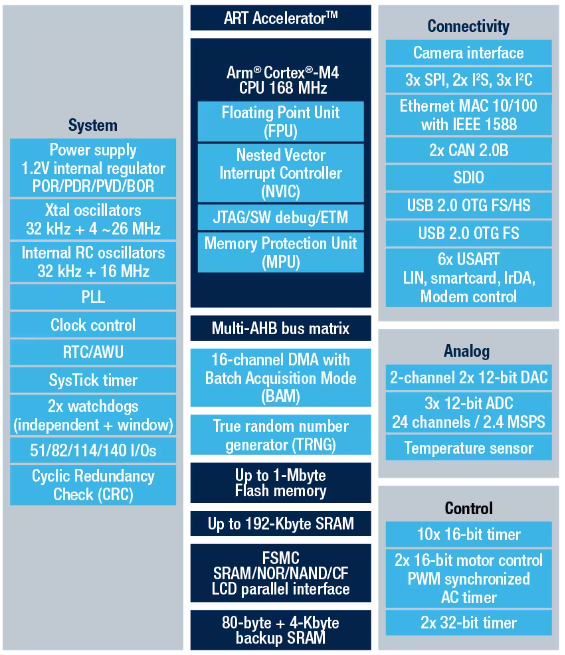 System
Power supply
1.2V internal regulator
POR/PDR/PVD/BOR
Xtal oscillators
32 kHz + 4 ~26 MHz
Internal RC oscillators
32 kHz + 16 MHz
PLL
Clock control
RTC/AWU
SysTick timer
2x watchdogs
(independent + window)
51/82/114/140 I/Os
Cyclic Redundancy
Check (CRC)
ART Accelerator™
Arm® Cortex®-M4
CPU 168 MHz
Floating Point Unit
(FPU)
Nested Vector
Interrupt Controller
(NVIC)
JTAG/SW debug/ETM
Memory Protection Unit
(MPU)
Multi-AHB bus matrix
16-channel DMA with
Batch Acquisition Mode
(BAM)
True random number
generator (TRNG)
Up to 1-Mbyte
Flash memory
Up to 192-Kbyte SRAM
FSMC
SRAM/NOR/NAND/CF
LCD parallel interface
80-byte + 4-Kbyte
backup SRAM
Connectivity
Camera interface
3x SPI, 2x I²S, 3x I²C
Ethernet MAC 10/100
with IEEE 1588
2x CAN 2.0B
SDIO
USB 2.0 OTG FS/HS
USB 2.0 OTG FS
6x USART
LIN, smartcard, IrDA,
Modem control
Analog
2-channel 2x 12-bit DAC
3x 12-bit ADC
24 channels / 2.4 MSPS
Temperature sensor
Control
10x 16-bit timer
2x 16-bit motor control
PWM synchronized
AC timer
2x 32-bit timer